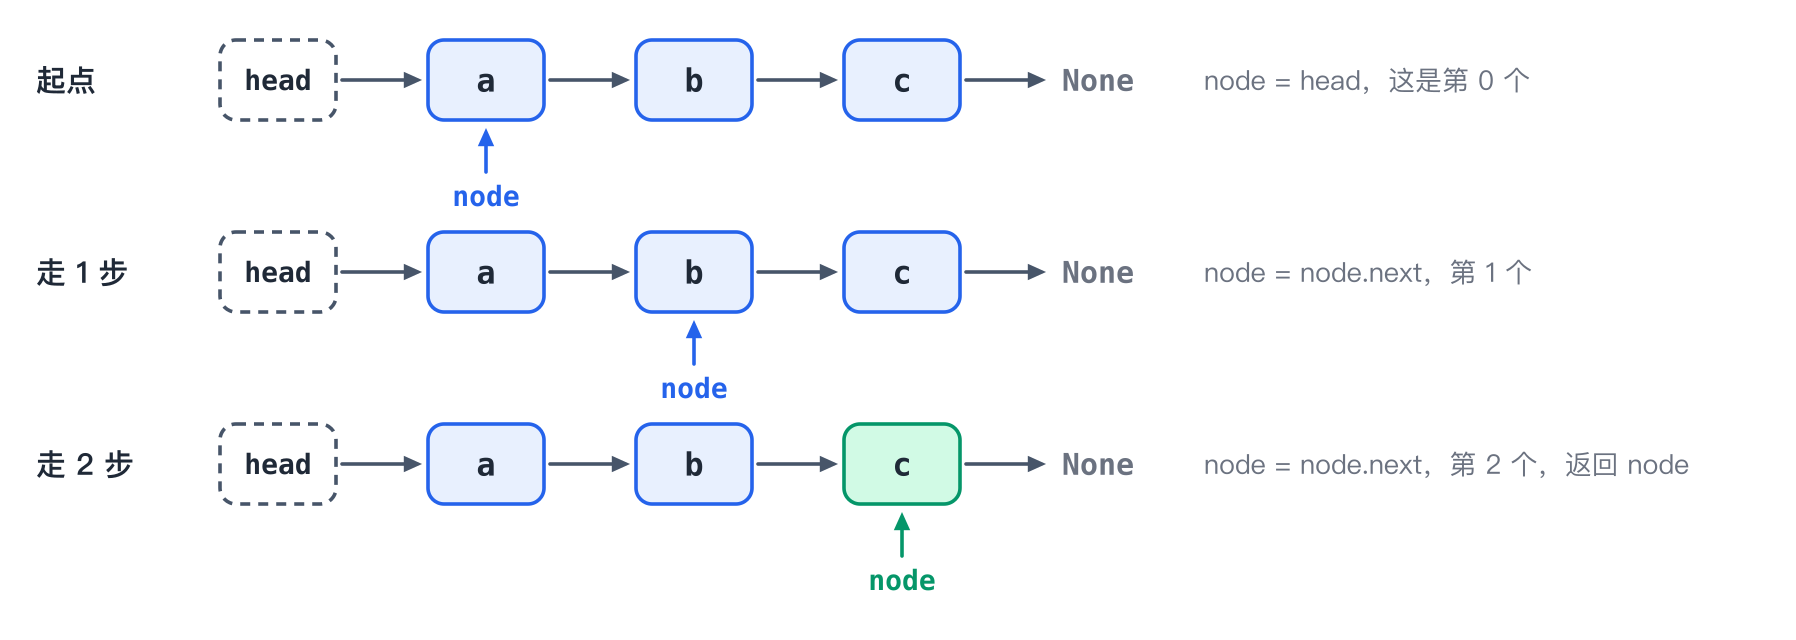 起点 head a b c None node = head，这是第 0 个
node
走 1 步 head a b c None node = node.next，第 1 个
node
走 2 步 head a b c None node = node.next，第 2 个，返回 node
node